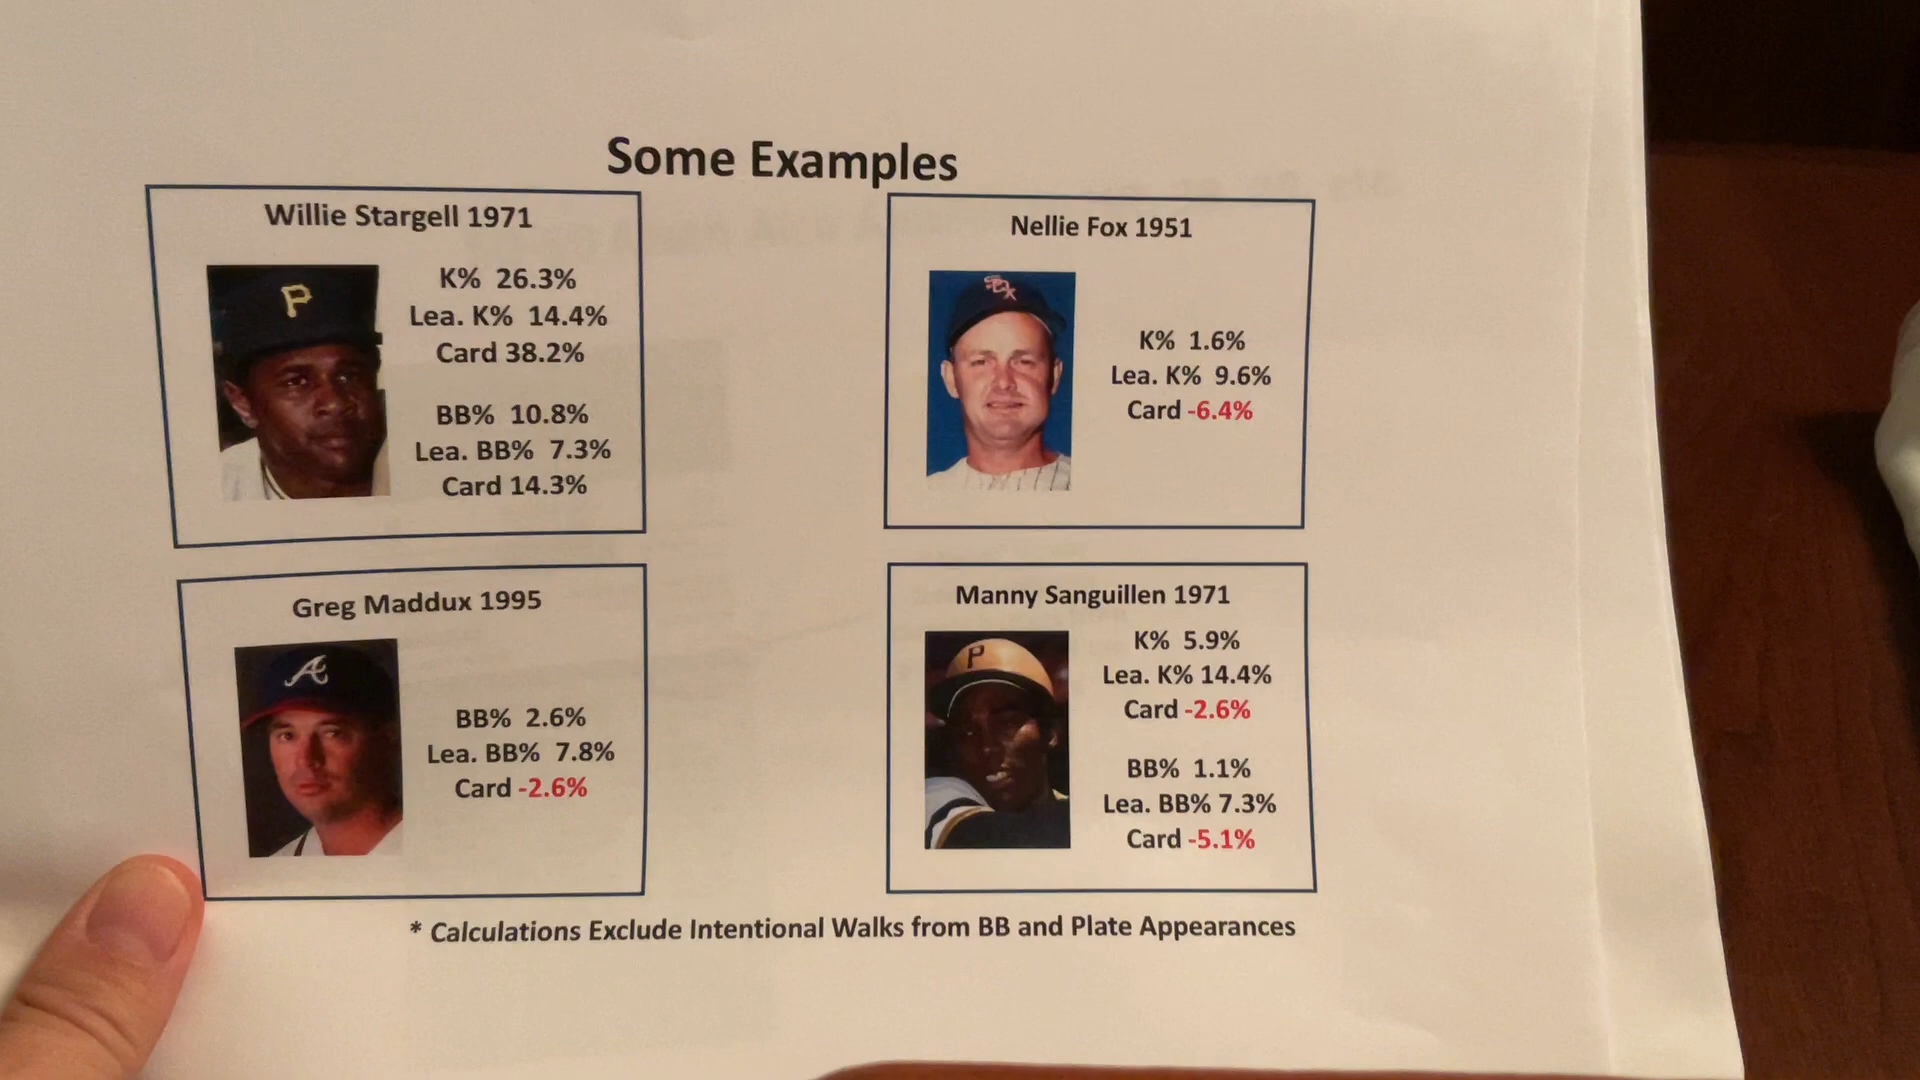 Some Examples
Willie Stargell 1971
P
K% 26.3%
Lea. K% 14.4%
Card 38.2%
BB% 10.8%
Lea. BB% 7.3%
Card 14.3%
Nellie Fox 1951
SOX
K% 1.6%
Lea. K% 9.6%
Card -6.4%
Greg Maddux 1995
A
BB% 2.6%
Lea. BB% 7.8%
Card -2.6%
Manny Sanguillen 1971
P
K% 5.9%
Lea. K% 14.4%
Card -2.6%
BB% 1.1%
Lea. BB% 7.3%
Card -5.1%
* Calculations Exclude Intentional Walks from BB and Plate Appearances